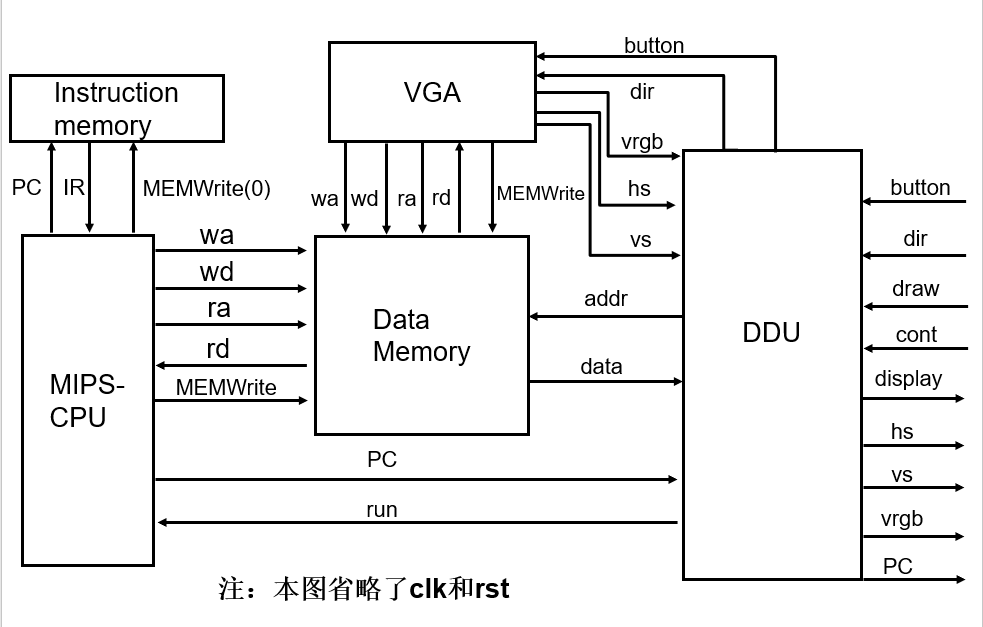 button
VGA
dir
Instruction
memory
vrgb
PC
IR
MEMWrite(0)
wa
wd
ra
rd
MEMWrite
hs
vs
button
dir
draw
cont
display
hs
vs
vrgb
PC
wa
wd
ra
rd
MEMWrite
MIPS-
CPU
Data
Memory
addr
data
DDU
PC
run
注：本图省略了clk和rst